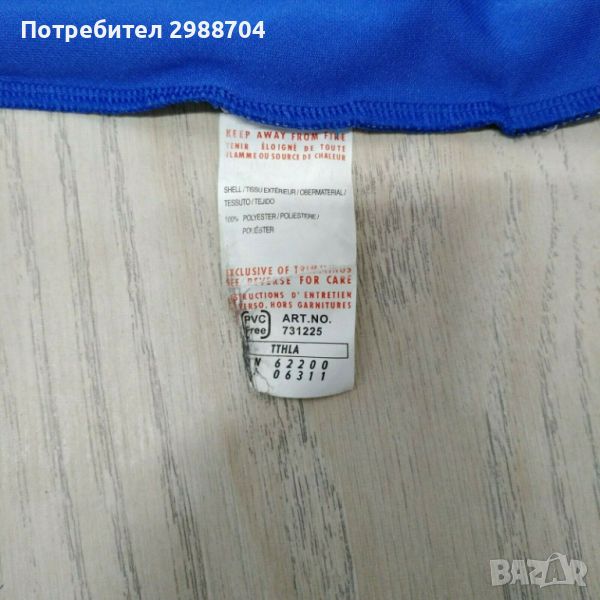 Потребител 2988704
KEEP AWAY FROM FIRE
TENIR ÉLOIGNÉ DE TOUTE
FLAMME OU SOURCE DE CHALEUR
SHELL/TISSU EXTÉRIEUR/OBERMATERIAL/
TESSUTO/TEJIDO
100% POLYESTER/POLIESTERE/
POLIÉSTER
EXCLUSIVE OF TRIMMINGS
SEE REVERSE FOR CARE
INSTRUCTIONS D' ENTRETIEN
VERSO, HORS GARNITURES
PVC Free ART.NO.
731225
TTHLA
62200
06311
BAZAR